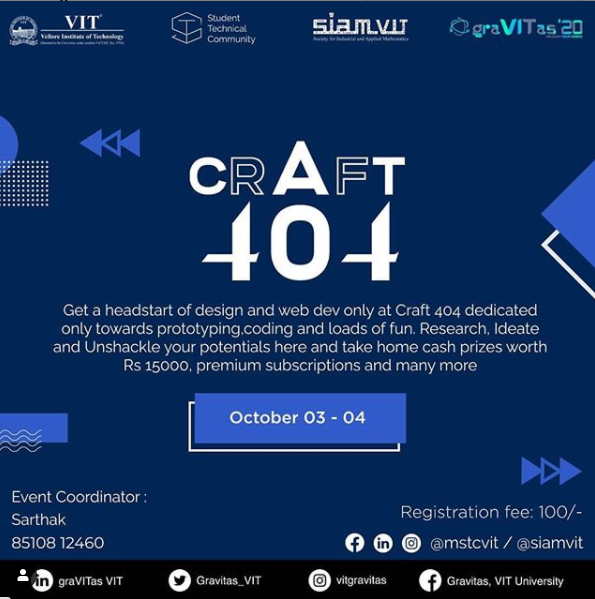 VIT®
Vellore Institute of Technology
Student
Technical
Community
SIAM.VIT
Society for Industrial and Applied Mathematics
graVITas'20
CRAFT
404
Get a headstart of design and web dev only at Craft 404 dedicated
only towards prototyping,coding and loads of fun. Research, Ideate
and Unshackle your potentials here and take home cash prizes worth
Rs 15000, premium subscriptions and many more
October 03 - 04
Event Coordinator :
Sarthak
85108 12460
Registration fee: 100/-
@mstcvit / @siamvit
graVITas VIT
Gravitas_VIT
vitgravitas
Gravitas, VIT University